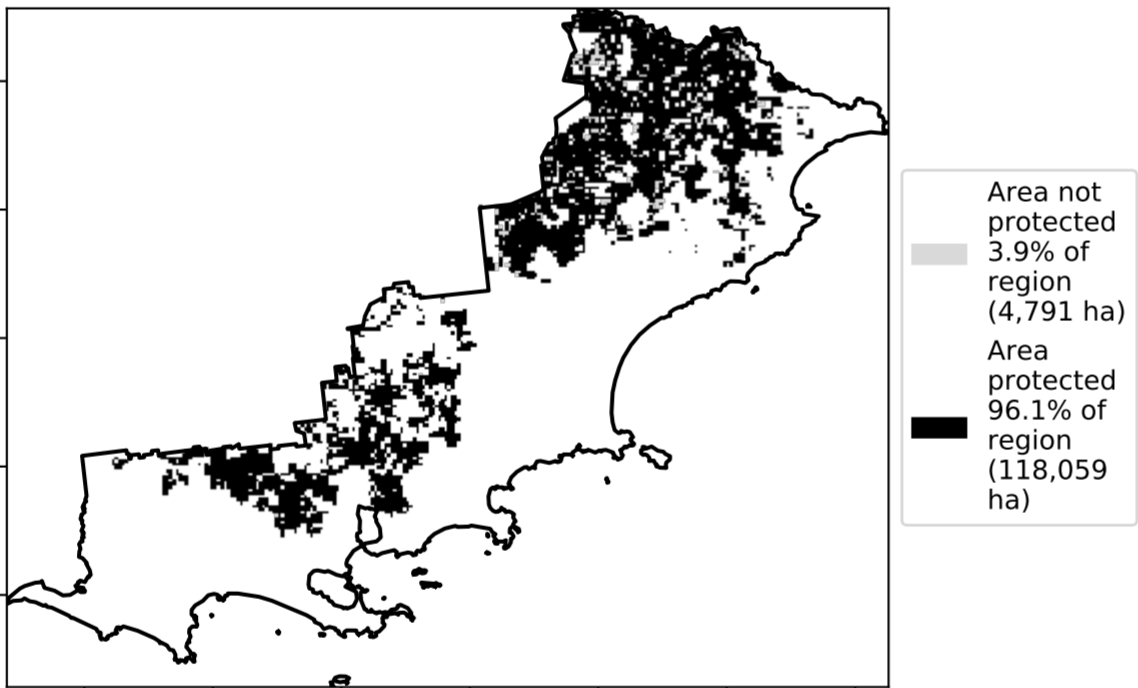 Area not
protected
3.9% of
region
(4,791 ha)
Area
protected
96.1% of
region
(118,059
ha)